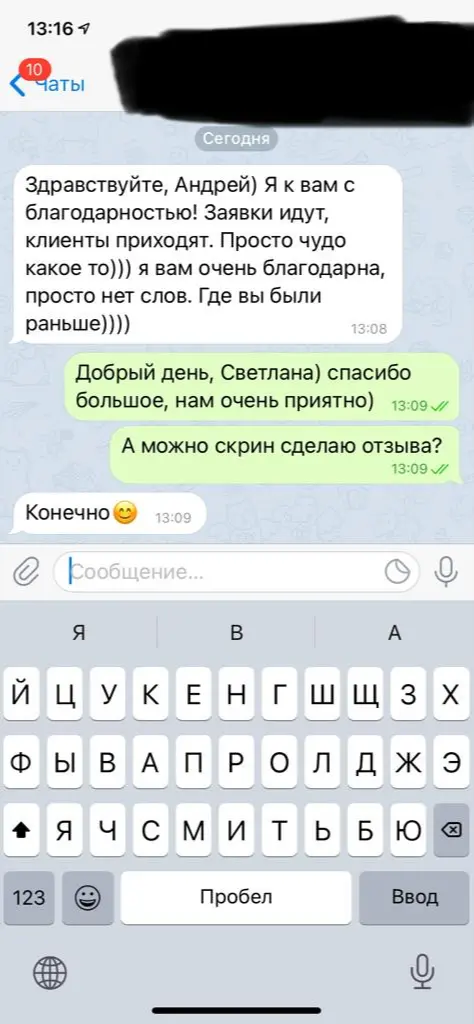 13:16
10
Чаты
Сегодня
Здравствуйте, Андрей) Я к вам с
благодарностью! Заявки идут,
клиенты приходят. Просто чудо
какое то))) я вам очень благодарна,
просто нет слов. Где вы были
раньше))))
13:08
Добрый день, Светлана) спасибо
большое, нам очень приятно)
13:09
А можно скрин сделаю отзыва?
13:09
Конечно😊
13:09
Сообщение...
Я В А
Й Ц У К Е Н Г Ш Щ З Х
Ф Ы В А П Р О Л Д Ж Э
Я Ч С М И Т Ь Б Ю
123 Пробел Ввод